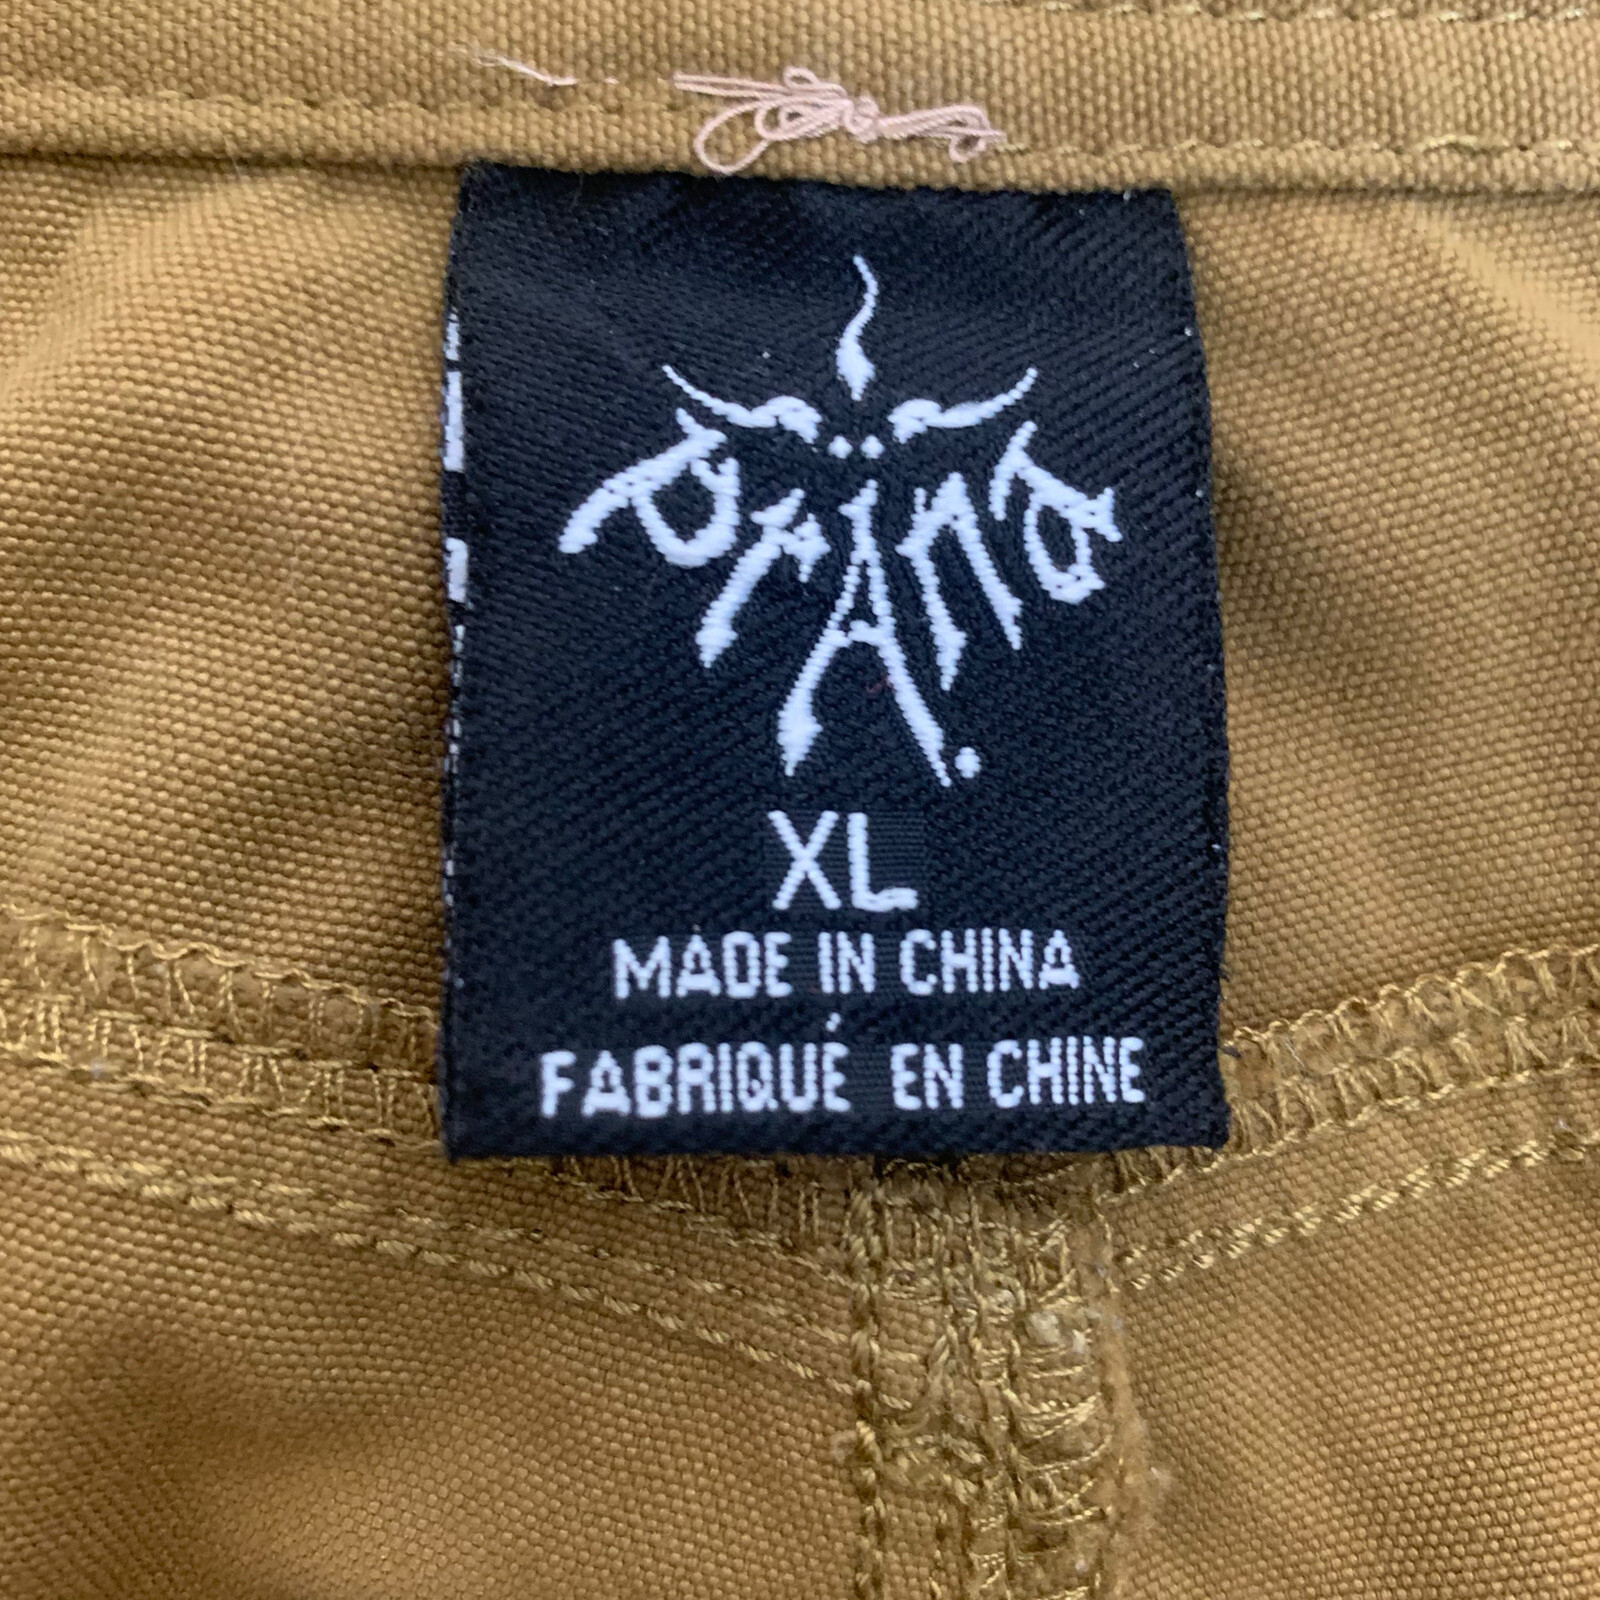 prAna.
XL
MADE IN CHINA
FABRIQUÉ EN CHINE